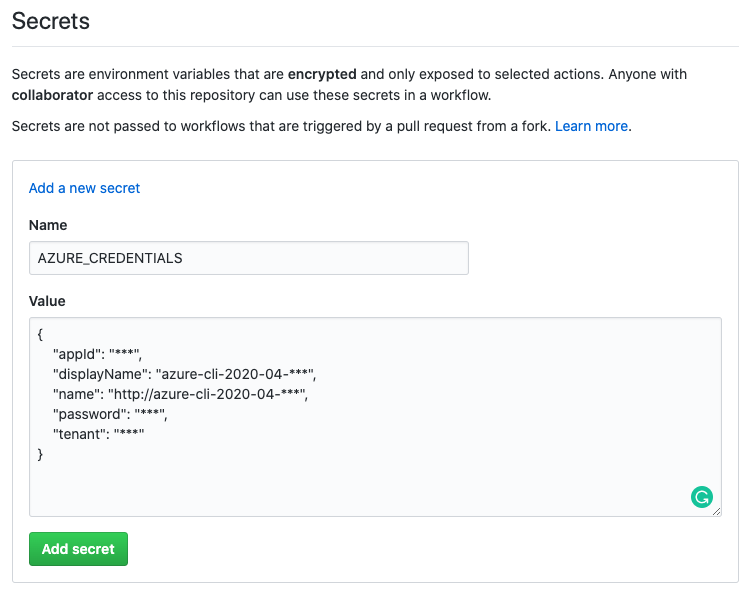 Secrets
Secrets are environment variables that are encrypted and only exposed to selected actions. Anyone with
collaborator access to this repository can use these secrets in a workflow.
Secrets are not passed to workflows that are triggered by a pull request from a fork. Learn more.
Add a new secret
Name
AZURE_CREDENTIALS
Value
{
"appId": "***",
"displayName": "azure-cli-2020-04-***",
"name": "http://azure-cli-2020-04-***",
"password": "***",
"tenant": "***"
}
Add secret